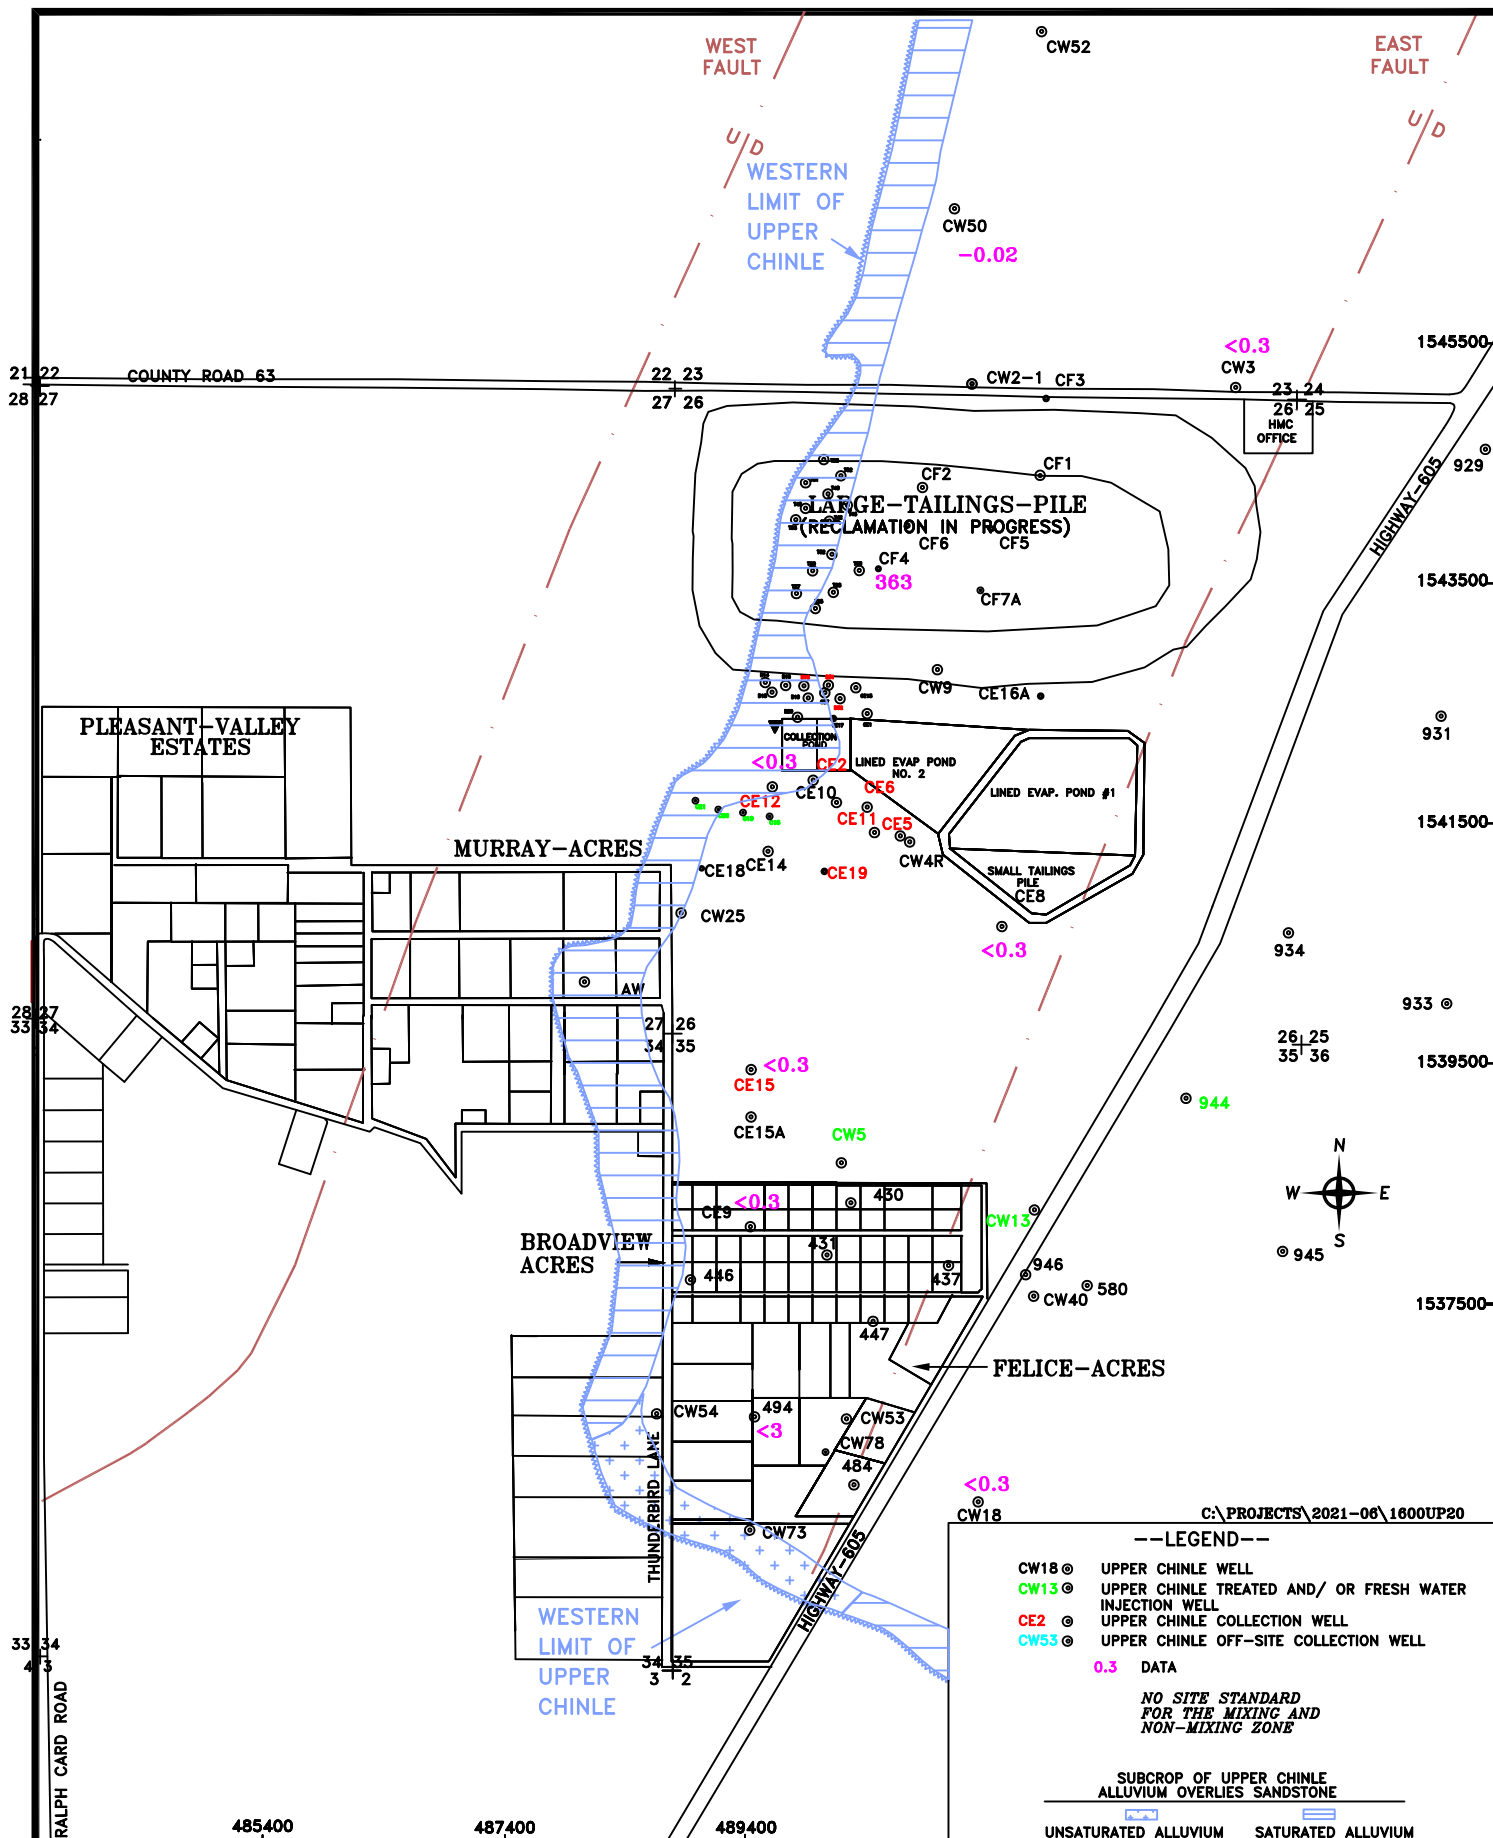 WEST
FAULT
EAST
FAULT
CW52
U/D
U/D
WESTERN
LIMIT OF
UPPER
CHINLE
CW50
-0.02
<0.3
CW3
1545500
21 22
28 27
COUNTY ROAD 63
22 23
27 26
CW2-1
CF3
23 24
26 25
HMC
OFFICE
929
HIGHWAY-605
CF2
CF1
LARGE-TAILINGS-PILE
(RECLAMATION IN PROGRESS)
CF6
CF5
CF4
363
CF7A
1543500
CW9
CE16A
931
PLEASANT-VALLEY
ESTATES
COLLECTION
POND
<0.3
CE2
LINED EVAP POND
NO. 2
CE6
CE10
CE12
CE11
CE5
CW4R
LINED EVAP. POND #1
1541500
MURRAY-ACRES
CE18
CE14
CE19
SMALL TAILINGS
PILE
CE8
CW25
<0.3
934
AW
933
28 27
33 34
27 26
34 35
26 25
35 36
<0.3
CE15
1539500
CE15A
944
CW5
N
W
E
S
<0.3
CE9
430
CW13
BROADVIEW
ACRES
431
446
437
946
945
CW40
580
1537500
447
FELICE-ACRES
CW54
494
<3
CW53
CW78
484
THUNDERBIRD LANE
<0.3
CW18
CW73
HIGHWAY-605
C:\PROJECTS\2021-06\1600UP20
--LEGEND--
CW18 UPPER CHINLE WELL
CW13 UPPER CHINLE TREATED AND/ OR FRESH WATER
INJECTION WELL
CE2 UPPER CHINLE COLLECTION WELL
CW53 UPPER CHINLE OFF-SITE COLLECTION WELL
0.3 DATA
NO SITE STANDARD
FOR THE MIXING AND
NON-MIXING ZONE
WESTERN
LIMIT OF
UPPER
CHINLE
33 34
4 3
34 35
3 2
RALPH CARD ROAD
SUBCROP OF UPPER CHINLE
ALLUVIUM OVERLIES SANDSTONE
UNSATURATED ALLUVIUM
SATURATED ALLUVIUM
485400
487400
489400